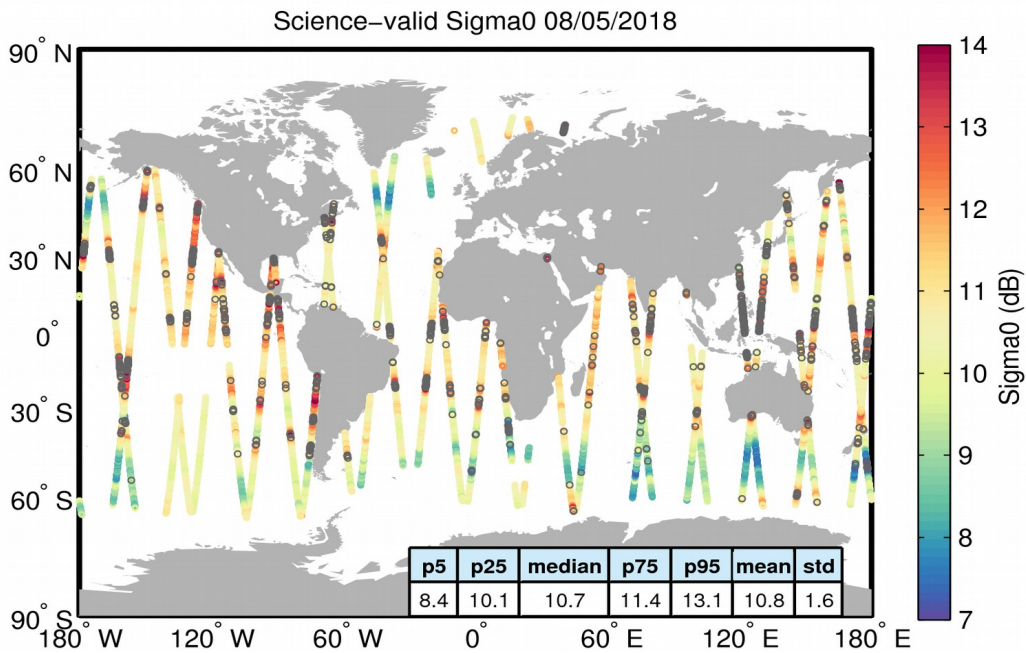 Science−valid Sigma0 08/05/2018
90° N
60° N
30° N
0°
30° S
60° S
90° S
180° W
120° W
60° W
0°
60° E
120° E
180° E
p5 p25 median p75 p95 mean std
8.4 10.1 10.7 11.4 13.1 10.8 1.6
14
13
12
11
10
9
8
7
Sigma0 (dB)